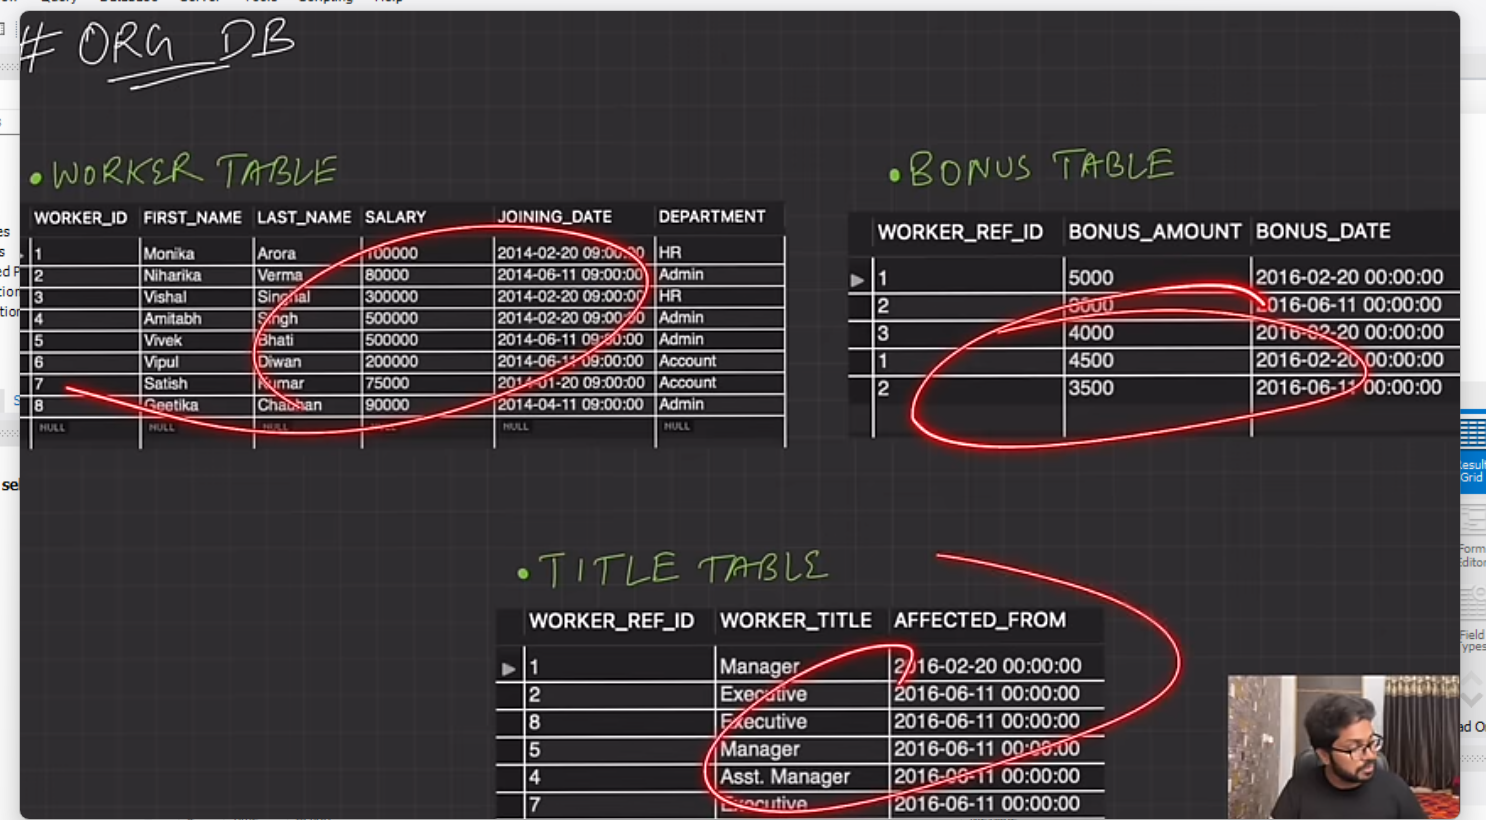 # ORG DB
• WORKER TABLE
WORKER_ID FIRST_NAME LAST_NAME SALARY JOINING_DATE DEPARTMENT
1 Monika Arora 100000 2014-02-20 09:00:00 HR
2 Niharika Verma 80000 2014-06-11 09:00:00 Admin
3 Vishal Singhal 300000 2014-02-20 09:00:00 HR
4 Amitabh Singh 500000 2014-02-20 09:00:00 Admin
5 Vivek Bhati 500000 2014-06-11 09:00:00 Admin
6 Vipul Diwan 200000 2014-06-11 09:00:00 Account
7 Satish Kumar 75000 2014-01-20 09:00:00 Account
8 Geetika Chauhan 90000 2014-04-11 09:00:00 Admin
NULL NULL NULL NULL NULL NULL
• BONUS TABLE
WORKER_REF_ID BONUS_AMOUNT BONUS_DATE
1 5000 2016-02-20 00:00:00
2 2016-06-11 00:00:00
3 4000 2016-02-20 00:00:00
1 4500 2016-02-20 00:00:00
2 3500 2016-06-11 00:00:00
• TITLE TABLE
WORKER_REF_ID WORKER_TITLE AFFECTED_FROM
1 Manager 2016-02-20 00:00:00
2 Executive 2016-06-11 00:00:00
8 Executive 2016-06-11 00:00:00
5 Manager 2016-06-11 00:00:00
4 Asst. Manager 2016-06-11 00:00:00
7 Executive 2016-06-11 00:00:00
Grid